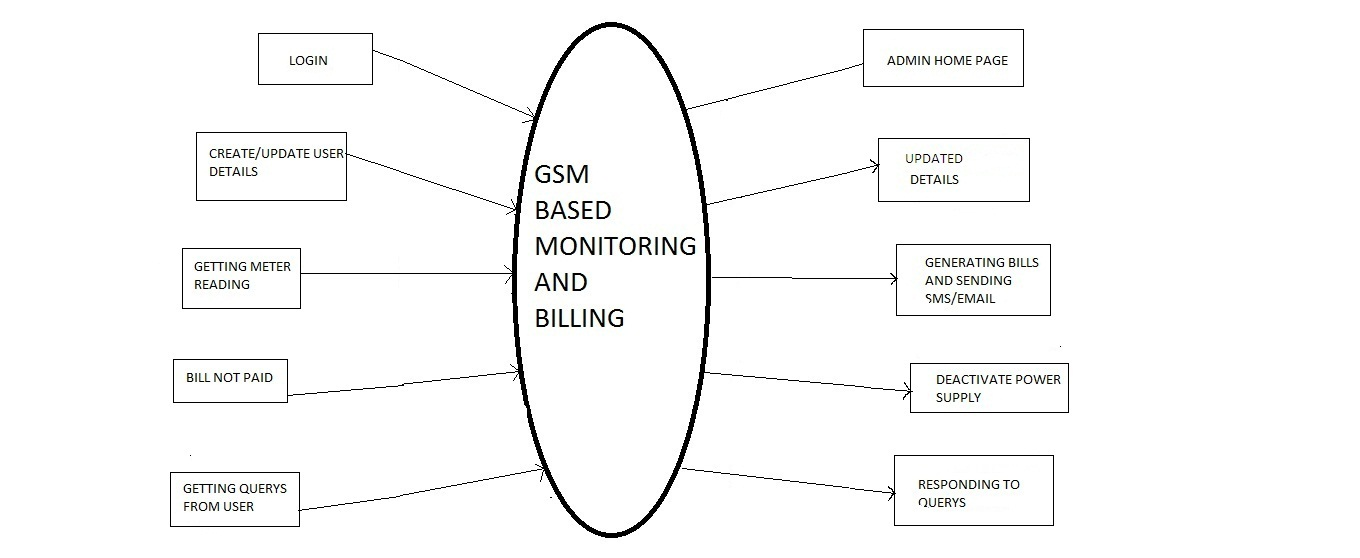 LOGIN
CREATE/UPDATE USER
DETAILS
GETTING METER
READING
BILL NOT PAID
GETTING QUERYS
FROM USER
GSM
BASED
MONITORING
AND
BILLING
ADMIN HOME PAGE
UPDATED
DETAILS
GENERATING BILLS
AND SENDING
SMS/EMAIL
DEACTIVATE POWER
SUPPLY
RESPONDING TO
QUERYS